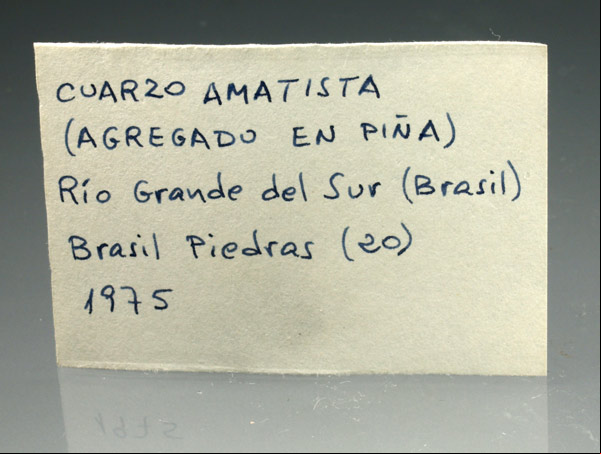 CUARZO AMATISTA
(AGREGADO EN PIÑA)
Río Grande del Sur (Brasil)
Brasil Piedras (20)
1975